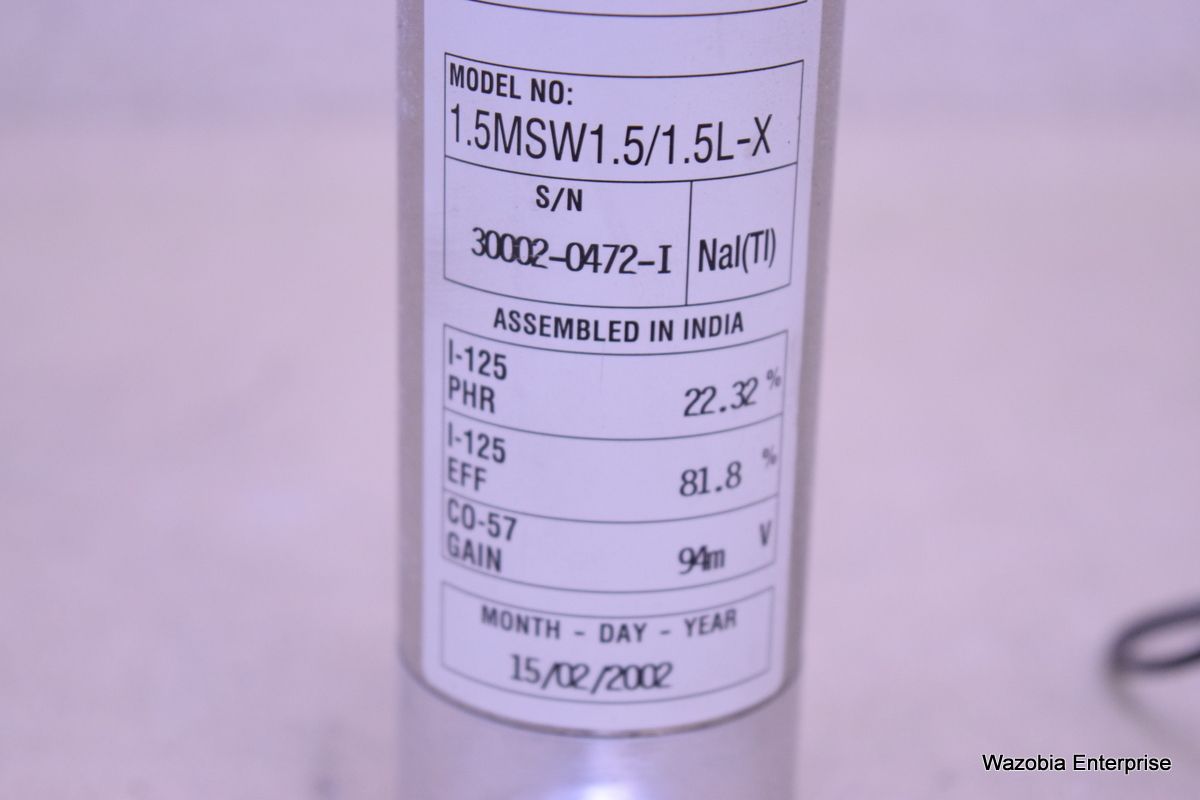 MODEL NO:
1.5MSW1.5/1.5L-X
S/N
30002-0472-I
NaI(Tl)
ASSEMBLED IN INDIA
I-125
PHR
22.32 %
I-125
EFF
81.8 %
CO-57
GAIN
94m V
MONTH - DAY - YEAR
15/02/2002
Wazobia Enterprise